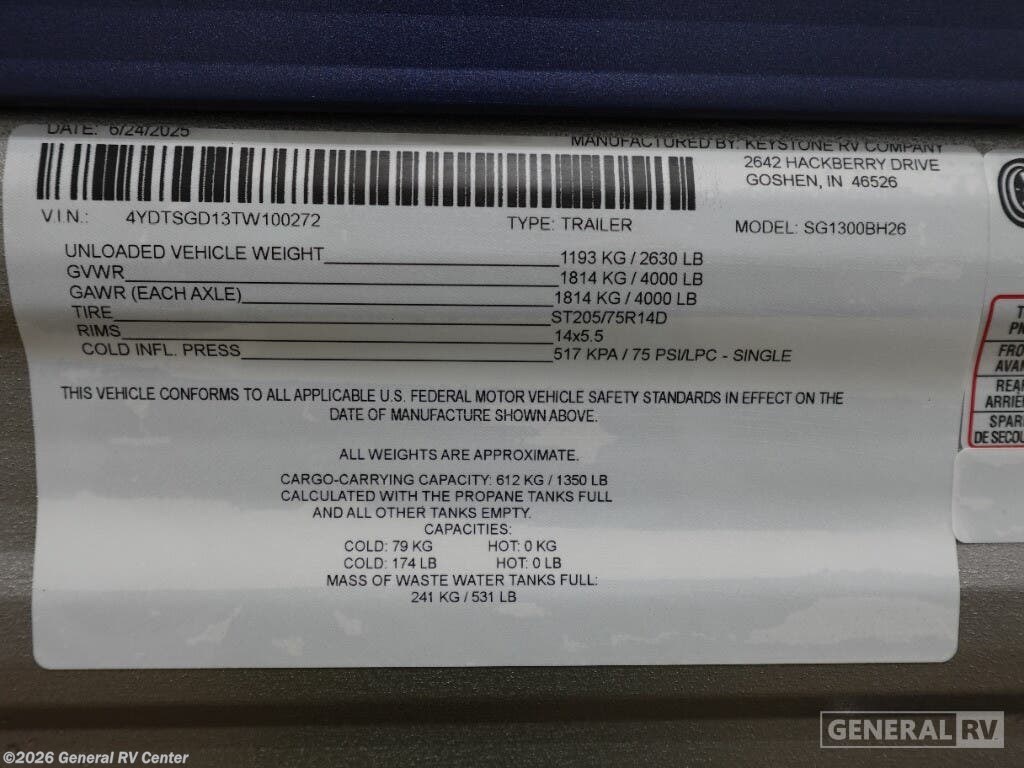 DATE: 6/24/2025
MANUFACTURED BY: KEYSTONE RV COMPANY
2642 HACKBERRY DRIVE
GOSHEN, IN 46526
V.I.N.: 4YDTSGD13TW100272 TYPE: TRAILER MODEL: SG1300BH26
UNLOADED VEHICLE WEIGHT 1193 KG / 2630 LB
GVWR 1814 KG / 4000 LB
GAWR (EACH AXLE) 1814 KG / 4000 LB
TIRE ST205/75R14D
RIMS 14x5.5
COLD INFL. PRESS 517 KPA / 75 PSI/LPC - SINGLE
THIS VEHICLE CONFORMS TO ALL APPLICABLE U.S. FEDERAL MOTOR VEHICLE SAFETY STANDARDS IN EFFECT ON THE
DATE OF MANUFACTURE SHOWN ABOVE.
ALL WEIGHTS ARE APPROXIMATE.
CARGO-CARRYING CAPACITY: 612 KG / 1350 LB
CALCULATED WITH THE PROPANE TANKS FULL
AND ALL OTHER TANKS EMPTY.
CAPACITIES:
COLD: 79 KG HOT: 0 KG
COLD: 174 LB HOT: 0 LB
MASS OF WASTE WATER TANKS FULL:
241 KG / 531 LB
DE SECOU
GENERAL RV
©2026 General RV Center